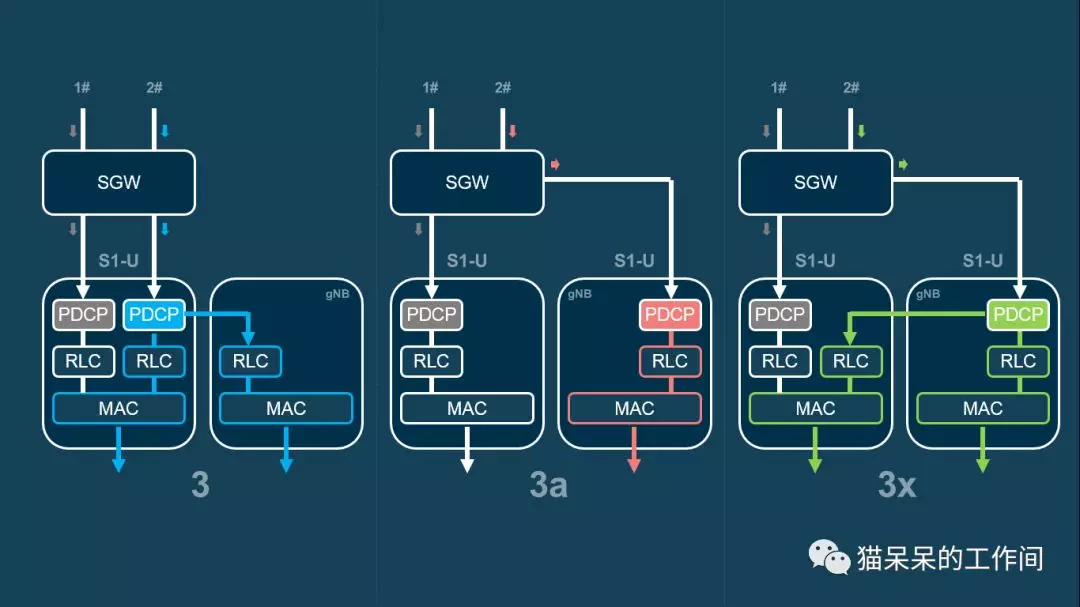 1# 2# 1# 2# 1# 2#
SGW SGW SGW
S1-U S1-U S1-U S1-U S1-U
gNB gNB gNB
PDCP PDCP PDCP PDCP PDCP PDCP
RLC RLC RLC RLC RLC RLC RLC RLC
MAC MAC MAC MAC MAC MAC
3 3a 3x
猫呆呆的工作间